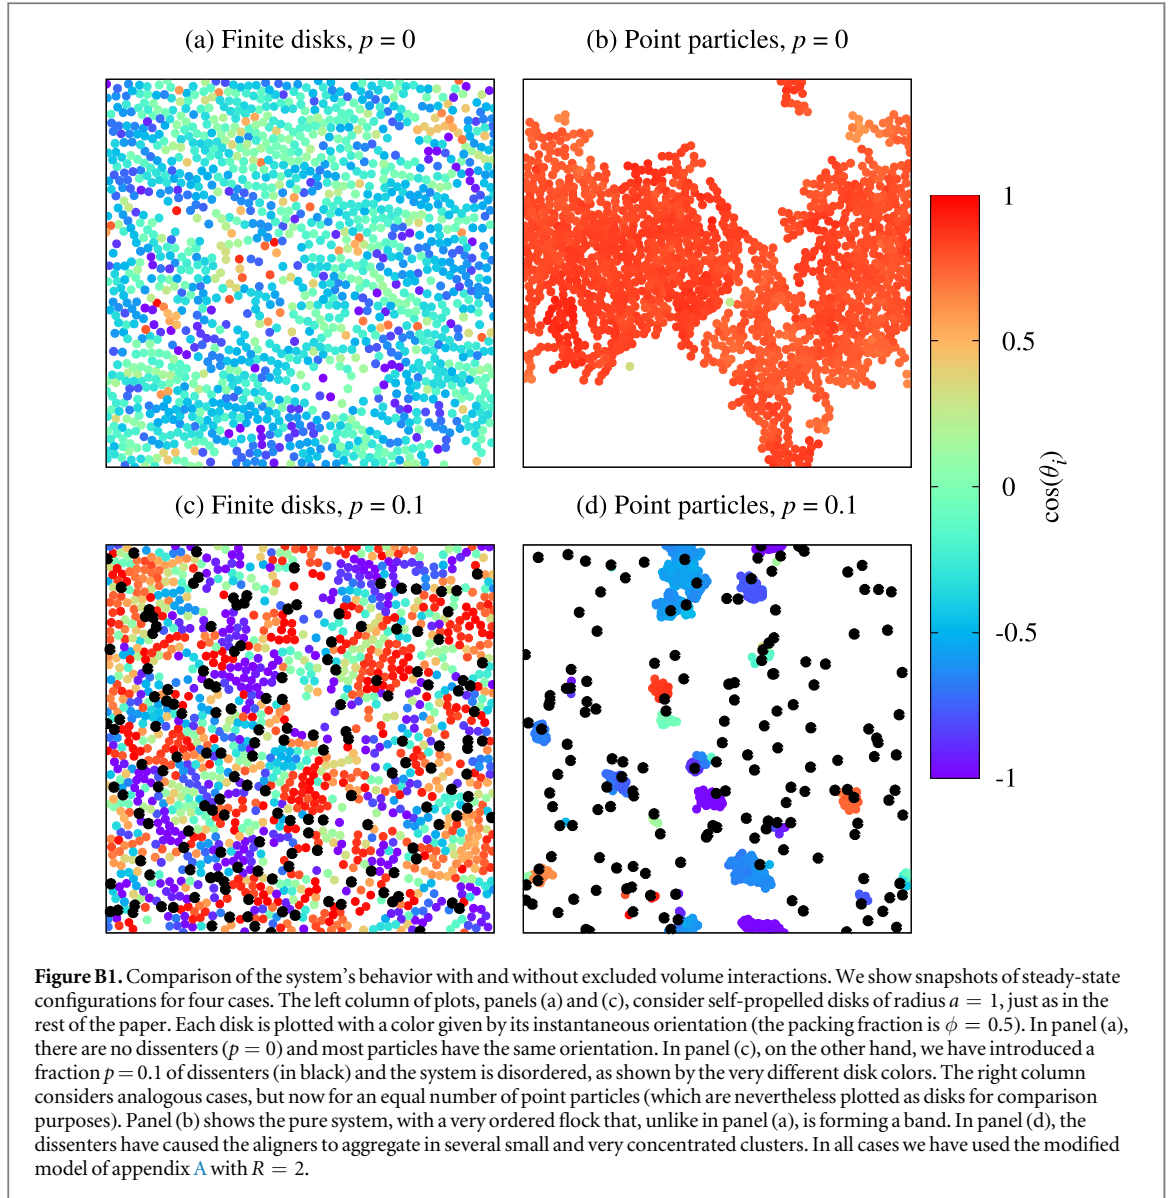 (a) Finite disks, p = 0
(b) Point particles, p = 0
1
0.5
0
-0.5
-1
cos(θi)
(c) Finite disks, p = 0.1
(d) Point particles, p = 0.1
Figure B1. Comparison of the system's behavior with and without excluded volume interactions. We show snapshots of steady-state
configurations for four cases. The left column of plots, panels (a) and (c), consider self-propelled disks of radius a = 1, just as in the
rest of the paper. Each disk is plotted with a color given by its instantaneous orientation (the packing fraction is ϕ = 0.5). In panel (a),
there are no dissenters (p = 0) and most particles have the same orientation. In panel (c), on the other hand, we have introduced a
fraction p = 0.1 of dissenters (in black) and the system is disordered, as shown by the very different disk colors. The right column
considers analogous cases, but now for an equal number of point particles (which are nevertheless plotted as disks for comparison
purposes). Panel (b) shows the pure system, with a very ordered flock that, unlike in panel (a), is forming a band. In panel (d), the
dissenters have caused the aligners to aggregate in several small and very concentrated clusters. In all cases we have used the modified
model of appendix A with R = 2.